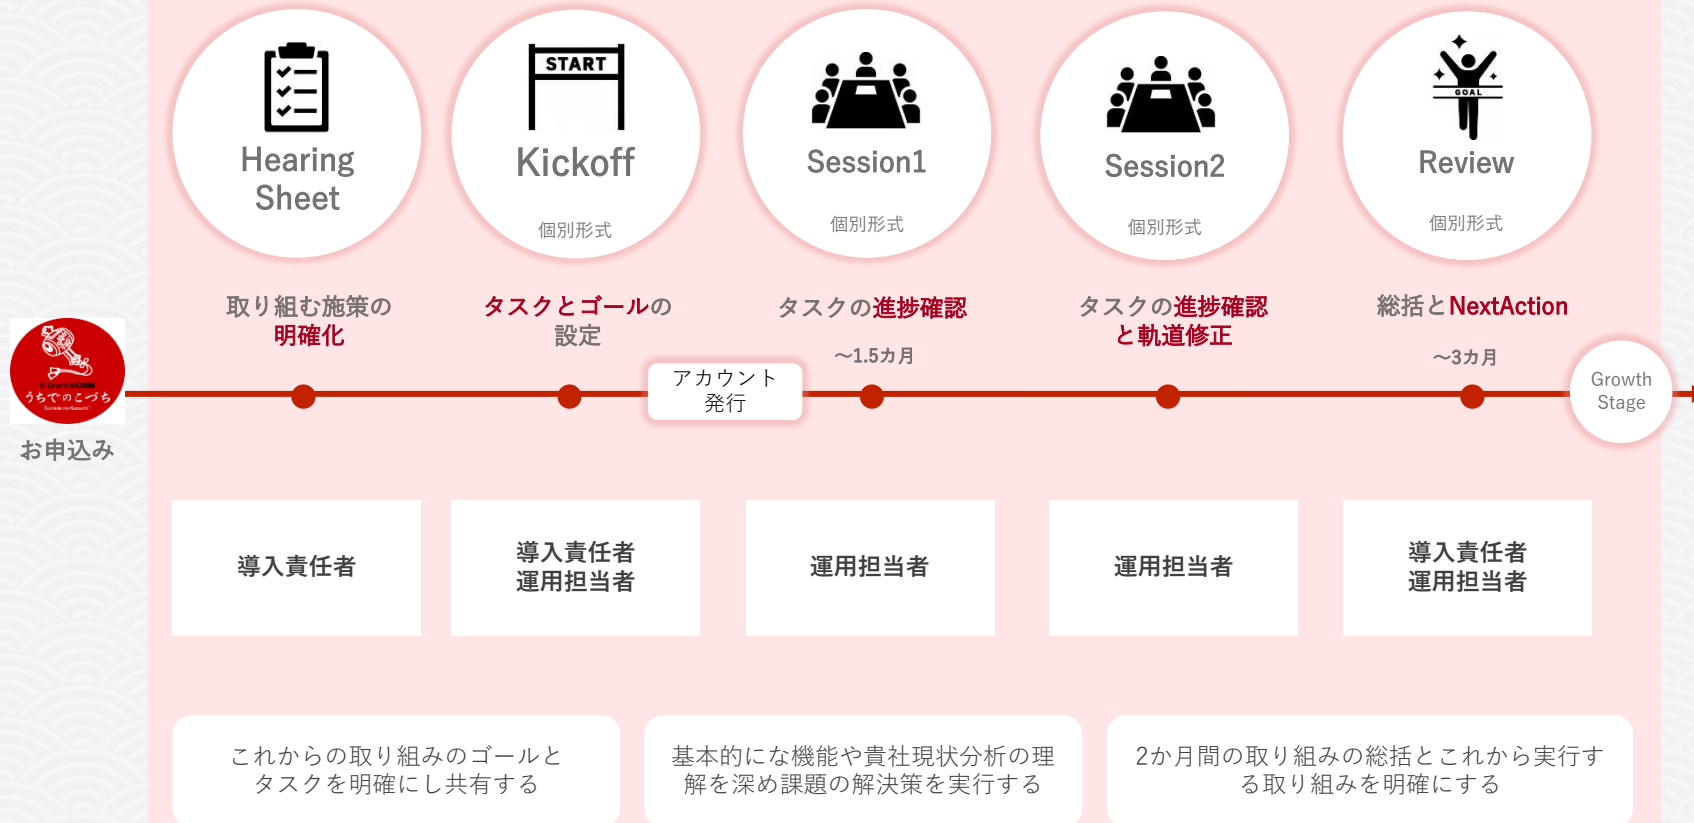 START
GOAL
Hearing
Sheet
Kickoff
個別形式
Session1
個別形式
Session2
個別形式
Review
個別形式
取り組む施策の
明確化
タスクとゴールの
設定
タスクの進捗確認
～1.5カ月
タスクの進捗確認
と軌道修正
総括とNextAction
～3カ月
E-Grant@CRM
うちでのこづち
お申込み
アカウント
発行
Growth
Stage
導入責任者
導入責任者
運用担当者
運用担当者
運用担当者
導入責任者
運用担当者
これからの取り組みのゴールと
タスクを明確にし共有する
基本的にな機能や貴社現状分析の理
解を深め課題の解決策を実行する
2か月間の取り組みの総括とこれから実行す
る取り組みを明確にする